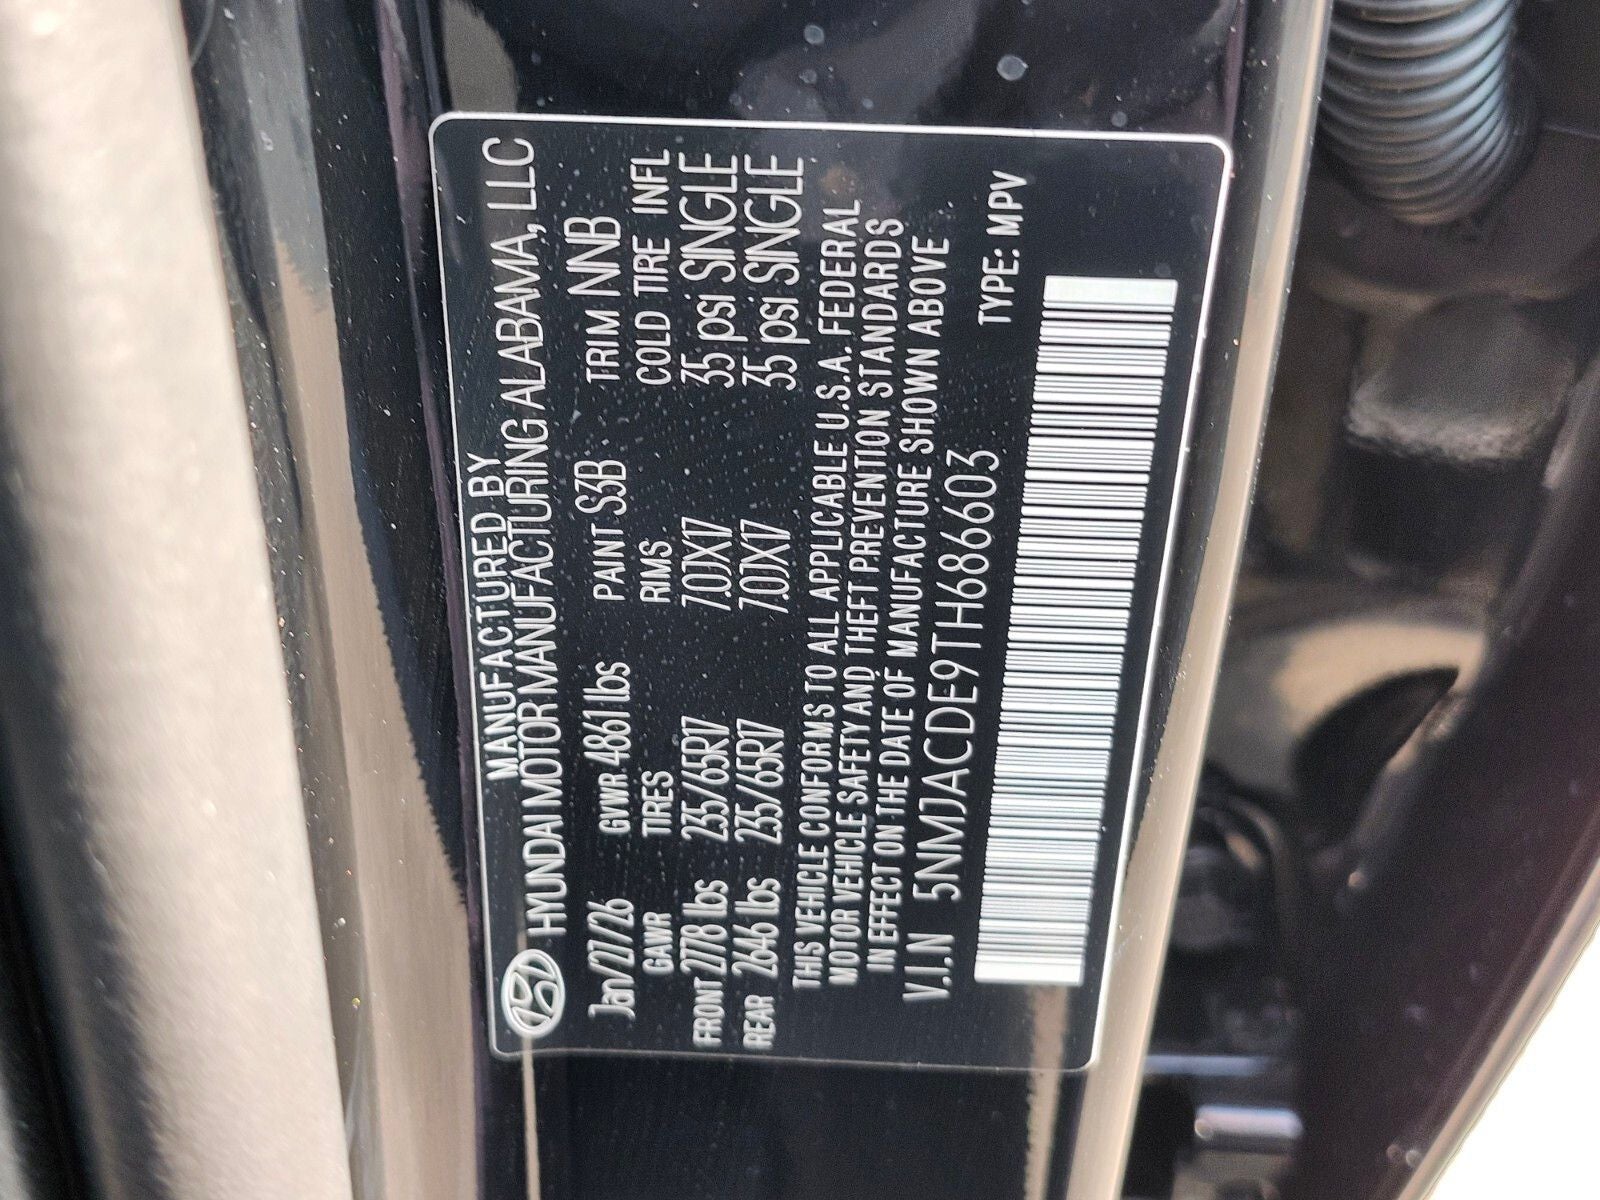 MANUFACTURED BY
HYUNDAI MOTOR MANUFACTURING ALABAMA, LLC
Jan/27/26 GVWR 4861 lbs PAINT S3B TRIM NNB
GAWR TIRES RIMS COLD TIRE INFL
FRONT 2778 lbs 235/65R17 7.0JX17 35 psi SINGLE
REAR 2646 lbs 235/65R17 7.0JX17 35 psi SINGLE
THIS VEHICLE CONFORMS TO ALL APPLICABLE U.S.A. FEDERAL
MOTOR VEHICLE SAFETY AND THEFT PREVENTION STANDARDS
IN EFFECT ON THE DATE OF MANUFACTURE SHOWN ABOVE
V.I.N 5NMJACDE9TH686603
TYPE: MPV